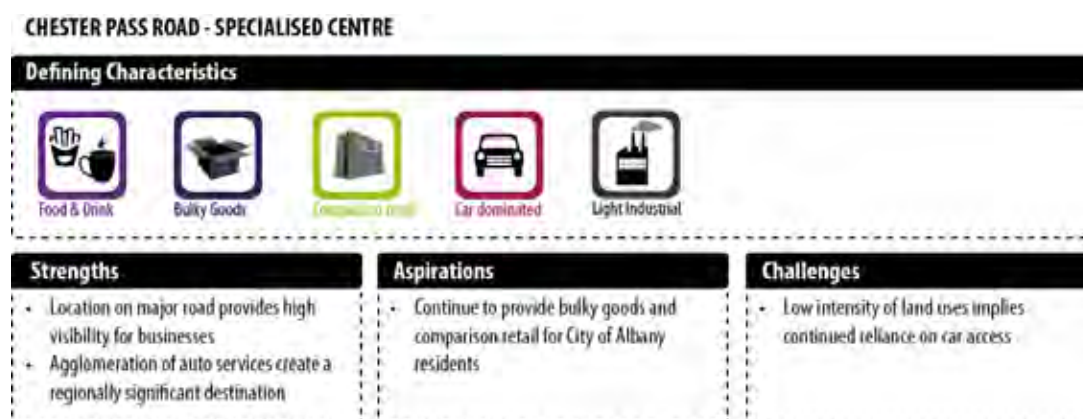 CHESTER PASS ROAD - SPECIALISED CENTRE
Defining Characteristics
Food & Drink
Bulky Goods
Comparison retail
Car dominated
Light Industrial
Strengths
• Location on major road provides high
visibility for businesses
• Agglomeration of auto services create a
regionally significant destination
Aspirations
• Continue to provide bulky goods and
comparison retail for City of Albany
residents
Challenges
• Low intensity of land uses implies
continued reliance on car access